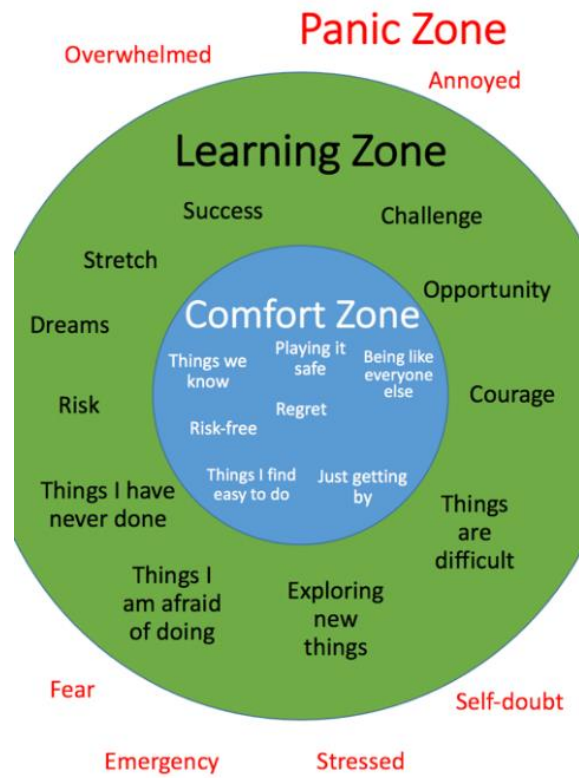 Panic Zone
Overwhelmed
Annoyed
Learning Zone
Success
Challenge
Stretch
Opportunity
Dreams
Comfort Zone
Things we
know
Playing it
safe
Being like
everyone
else
Risk
Courage
Regret
Risk-free
Things I find
easy to do
Just getting
by
Things I have
never done
Things
are
difficult
Things I
am afraid
of doing
Exploring
new
things
Fear
Self-doubt
Emergency
Stressed